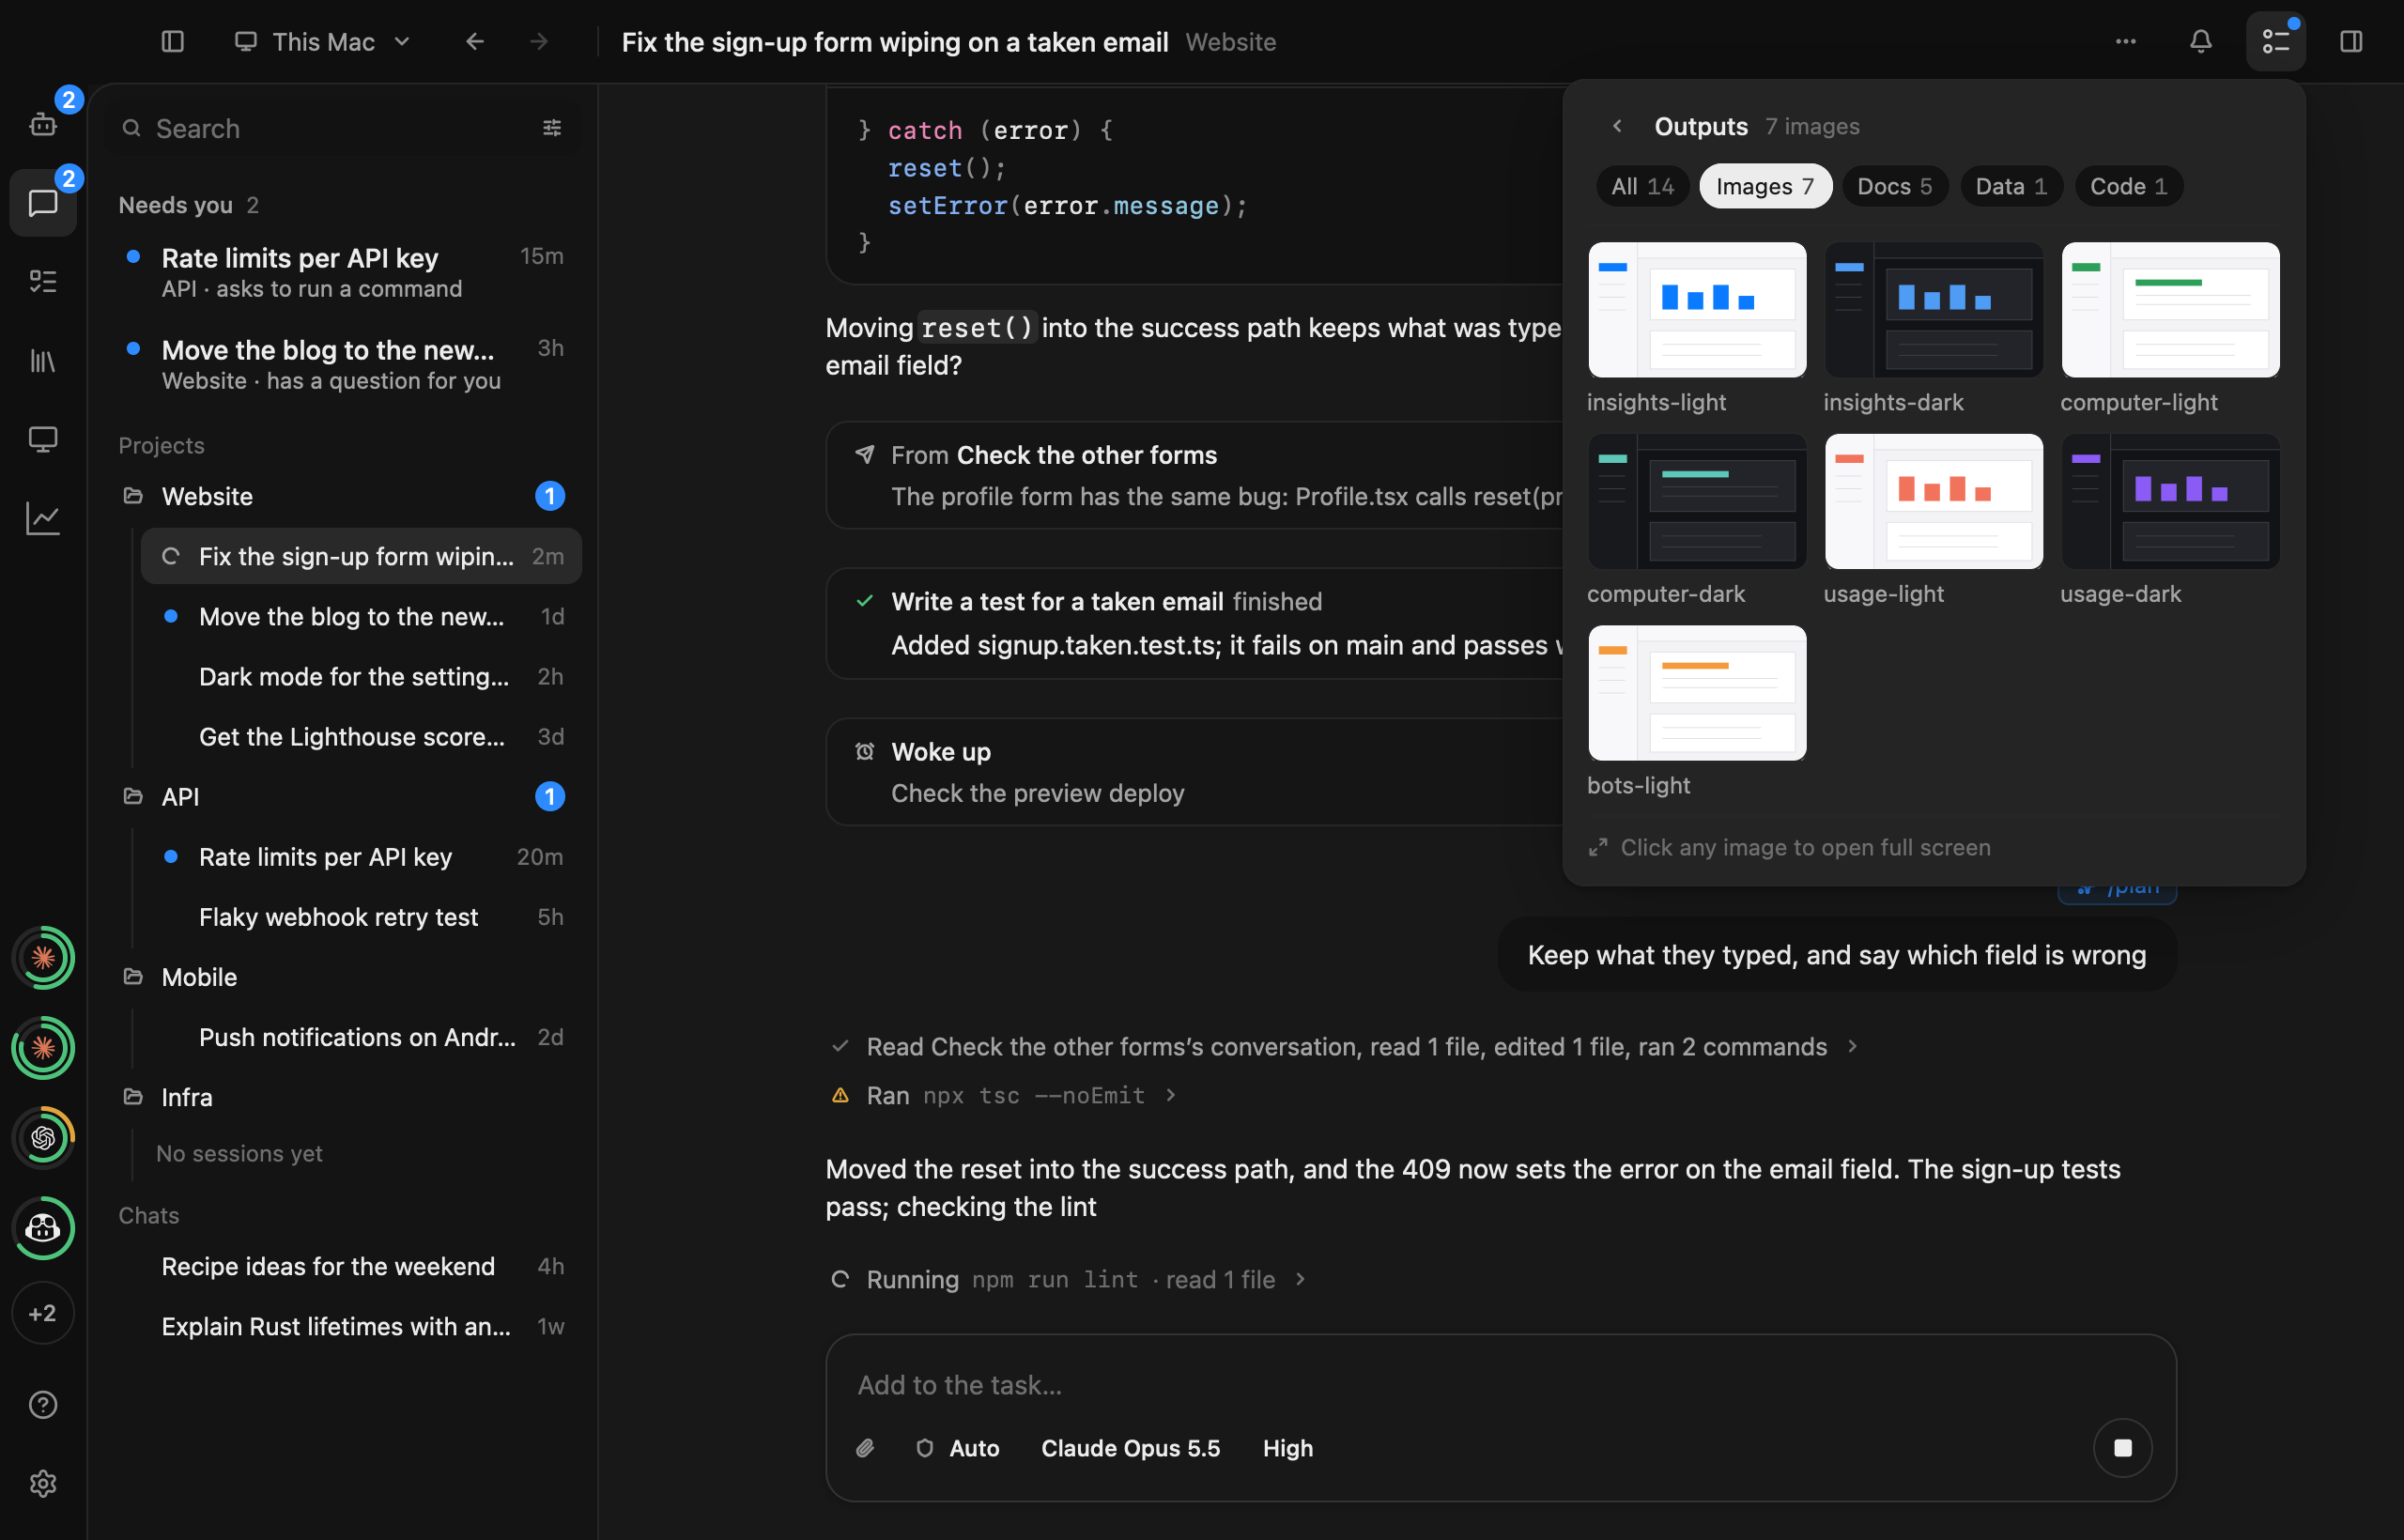 This Mac
Fix the sign-up form wiping on a taken email Website
2
2
Search
Needs you 2
Rate limits per API key 15m
API · asks to run a command
Move the blog to the new... 3h
Website · has a question for you
Projects
Website 1
Fix the sign-up form wipin... 2m
Move the blog to the new... 1d
Dark mode for the setting... 2h
Get the Lighthouse score... 3d
API 1
Rate limits per API key 20m
Flaky webhook retry test 5h
Mobile
Push notifications on Andr... 2d
Infra
No sessions yet
Chats
Recipe ideas for the weekend 4h
Explain Rust lifetimes with an... 1w
+2
} catch (error) {
reset();
setError(error.message);
}
Moving reset() into the success path keeps what was type
email field?
From Check the other forms
The profile form has the same bug: Profile.tsx calls reset(pr
Write a test for a taken email finished
Added signup.taken.test.ts; it fails on main and passes
Woke up
Check the preview deploy
Outputs 7 images
All 14 Images 7 Docs 5 Data 1 Code 1
insights-light insights-dark computer-light
computer-dark usage-light usage-dark
bots-light
Click any image to open full screen
/plan
Keep what they typed, and say which field is wrong
Read Check the other forms’s conversation, read 1 file, edited 1 file, ran 2 commands
Ran npx tsc --noEmit
Moved the reset into the success path, and the 409 now sets the error on the email field. The sign-up tests
pass; checking the lint
Running npm run lint · read 1 file
Add to the task...
Auto Claude Opus 5.5 High